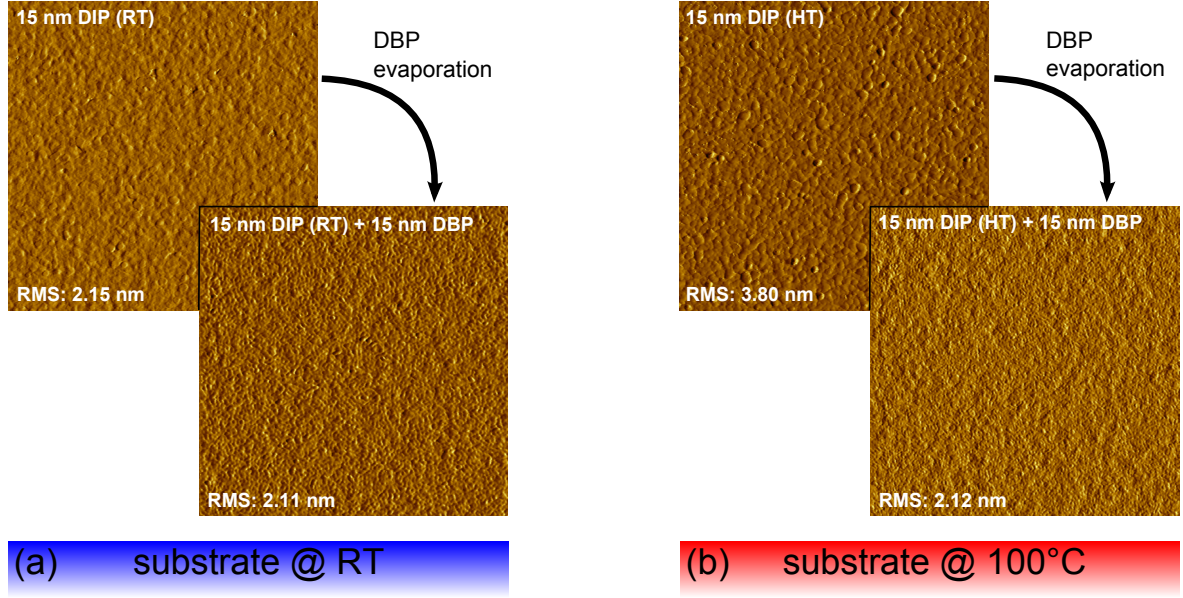 15 nm DIP (RT)
DBP
evaporation
15 nm DIP (RT) + 15 nm DBP
RMS: 2.15 nm
RMS: 2.11 nm
(a) substrate @ RT
15 nm DIP (HT)
DBP
evaporation
15 nm DIP (HT) + 15 nm DBP
RMS: 3.80 nm
RMS: 2.12 nm
(b) substrate @ 100°C